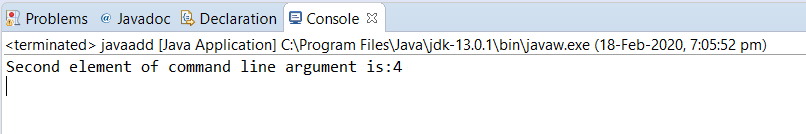 Problems @ Javadoc Declaration Console
<terminated> javaadd [Java Application] C:\Program Files\Java\jdk-13.0.1\bin\javaw.exe (18-Feb-2020, 7:05:52 pm)
Second element of command line argument is:4